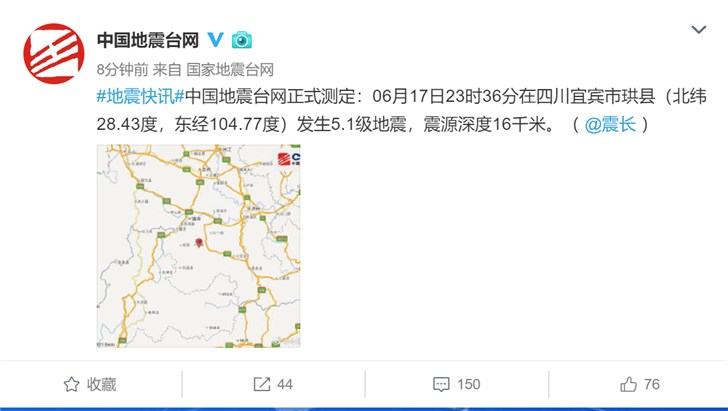 中国地震台网
8分钟前 来自 国家地震台网
#地震快讯#中国地震台网正式测定：06月17日23时36分在四川宜宾市珙县（北纬
28.43度，东经104.77度）发生5.1级地震，震源深度16千米。（ @震长 ）
收藏
44
150
76